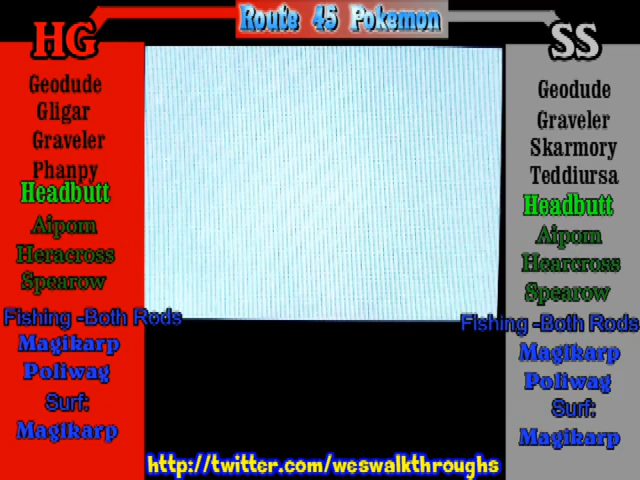 Route 45 Pokemon
HG
Geodude
Gligar
Graveler
Phanpy
Headbutt
Aipom
Heracross
Spearow
Fishing -Both Rods
Magikarp
Poliwag
Surf:
Magikarp
SS
Geodude
Graveler
Skarmory
Teddiursa
Headbutt
Aipom
Hearcross
Spearow
Fishing -Both Rods
Magikarp
Poliwag
Surf:
Magikarp
http://twitter.com/weswalkthroughs